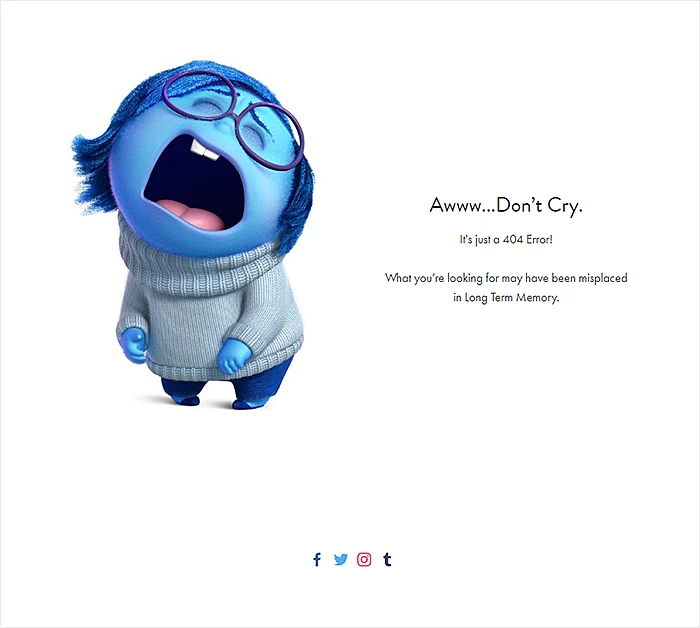 Awww...Don’t Cry.
It's just a 404 Error!
What you’re looking for may have been misplaced
in Long Term Memory.